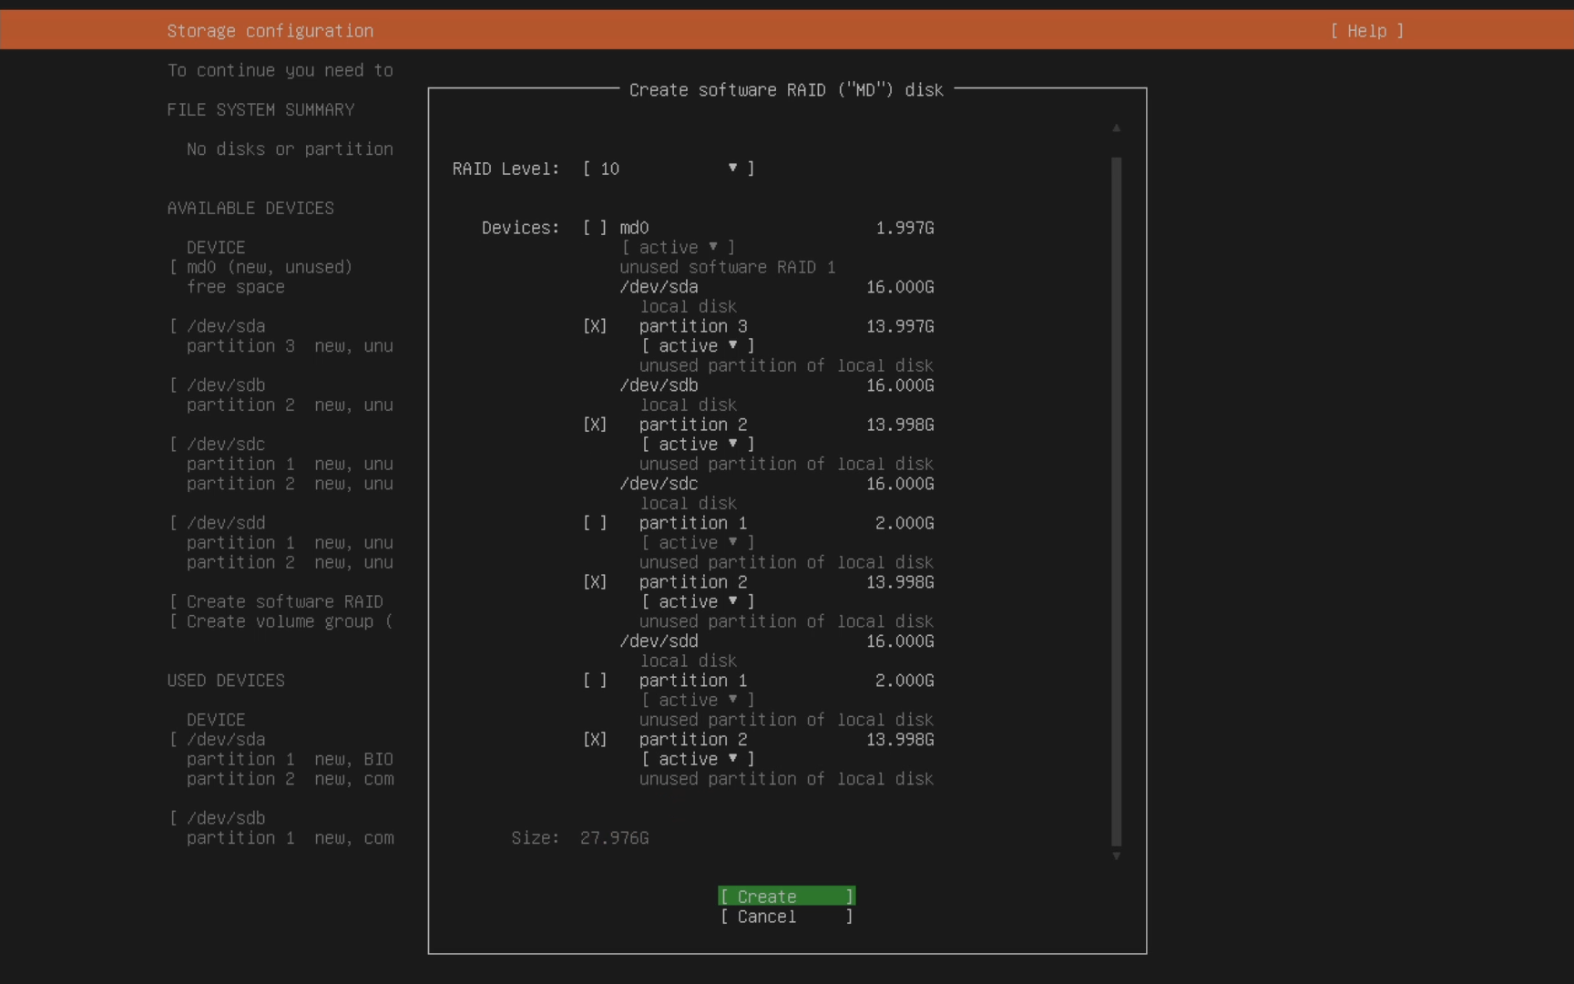 Storage configuration [ Help ]
To continue you need to
Create software RAID ("MD") disk
FILE SYSTEM SUMMARY
No disks or partition
RAID Level: [ 10 ▼ ]
AVAILABLE DEVICES
Devices: [ ] md0 1.997G
DEVICE [ active ▼ ]
[ md0 (new, unused) unused software RAID 1
free space /dev/sda 16.000G
local disk
[ /dev/sda [X] partition 3 13.997G
partition 3 new, unu [ active ▼ ]
unused partition of local disk
[ /dev/sdb /dev/sdb 16.000G
partition 2 new, unu local disk
[X] partition 2 13.998G
[ /dev/sdc [ active ▼ ]
partition 1 new, unu unused partition of local disk
partition 2 new, unu /dev/sdc 16.000G
local disk
[ /dev/sdd [ ] partition 1 2.000G
partition 1 new, unu [ active ▼ ]
partition 2 new, unu unused partition of local disk
[X] partition 2 13.998G
[ Create software RAID [ active ▼ ]
[ Create volume group ( unused partition of local disk
/dev/sdd 16.000G
local disk
USED DEVICES [ ] partition 1 2.000G
[ active ▼ ]
DEVICE unused partition of local disk
[ /dev/sda [X] partition 2 13.998G
partition 1 new, BIO [ active ▼ ]
partition 2 new, com unused partition of local disk
[ /dev/sdb
partition 1 new, com Size: 27.976G
[ Create ]
[ Cancel ]